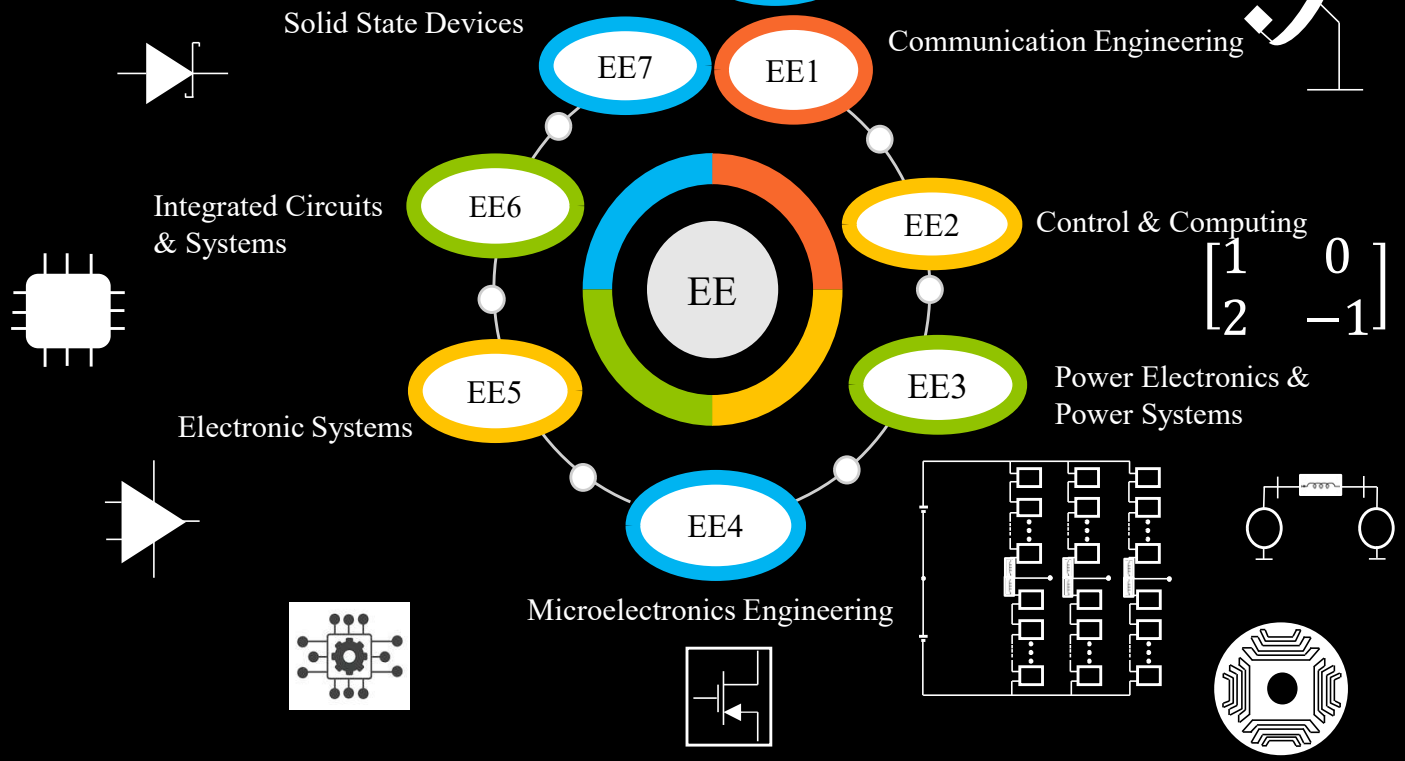 Solid State Devices
EE7
EE1
Communication Engineering
Integrated Circuits
& Systems
EE6
EE2
Control & Computing
1 0
2 −1
EE
EE5
Electronic Systems
EE3
Power Electronics &
Power Systems
EE4
Microelectronics Engineering